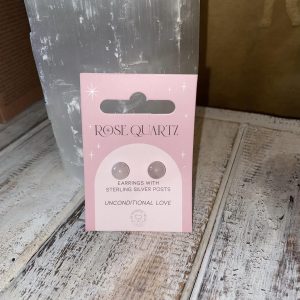 ROSE QUARTZ
EARRINGS WITH
STERLING SILVER POSTS
UNCONDITIONAL LOVE